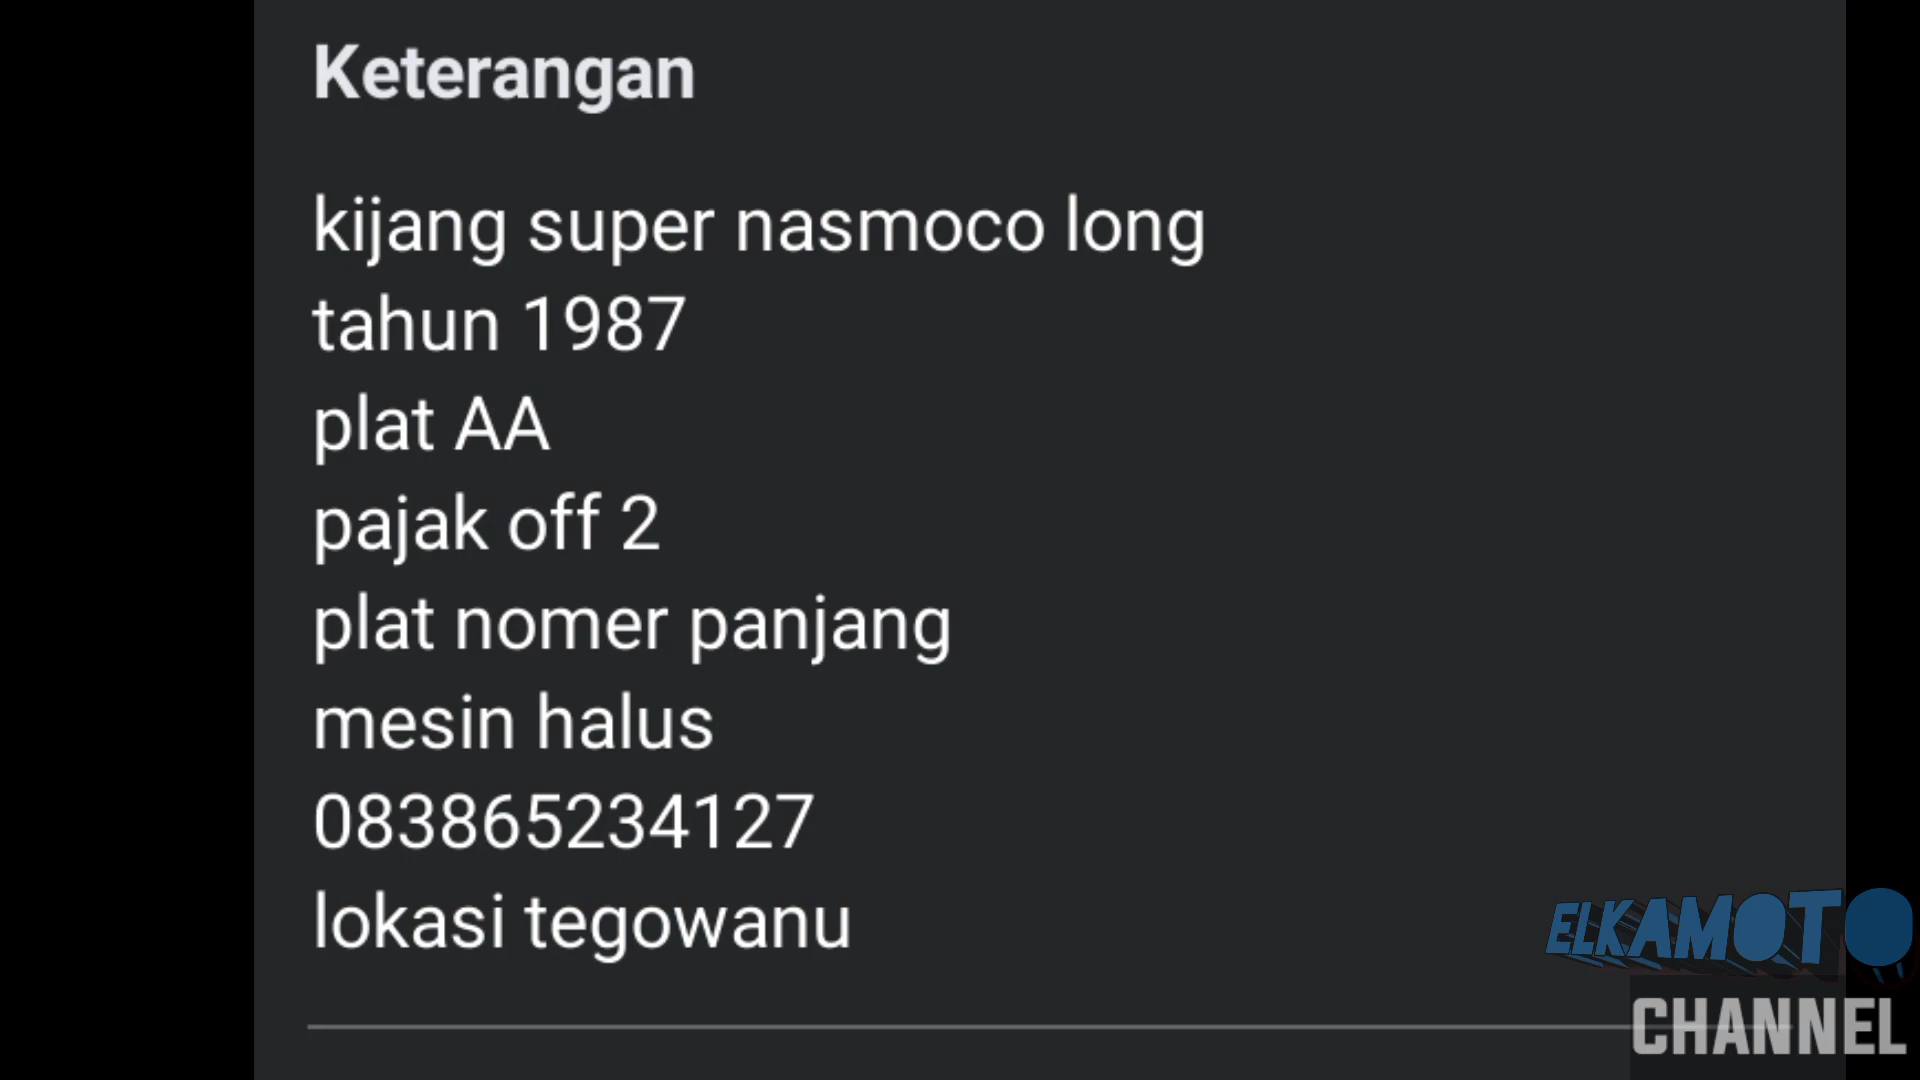 Keterangan
kijang super nasmoco long
tahun 1987
plat AA
pajak off 2
plat nomer panjang
mesin halus
083865234127
lokasi tegowanu
ELKAMOTO
CHANNEL